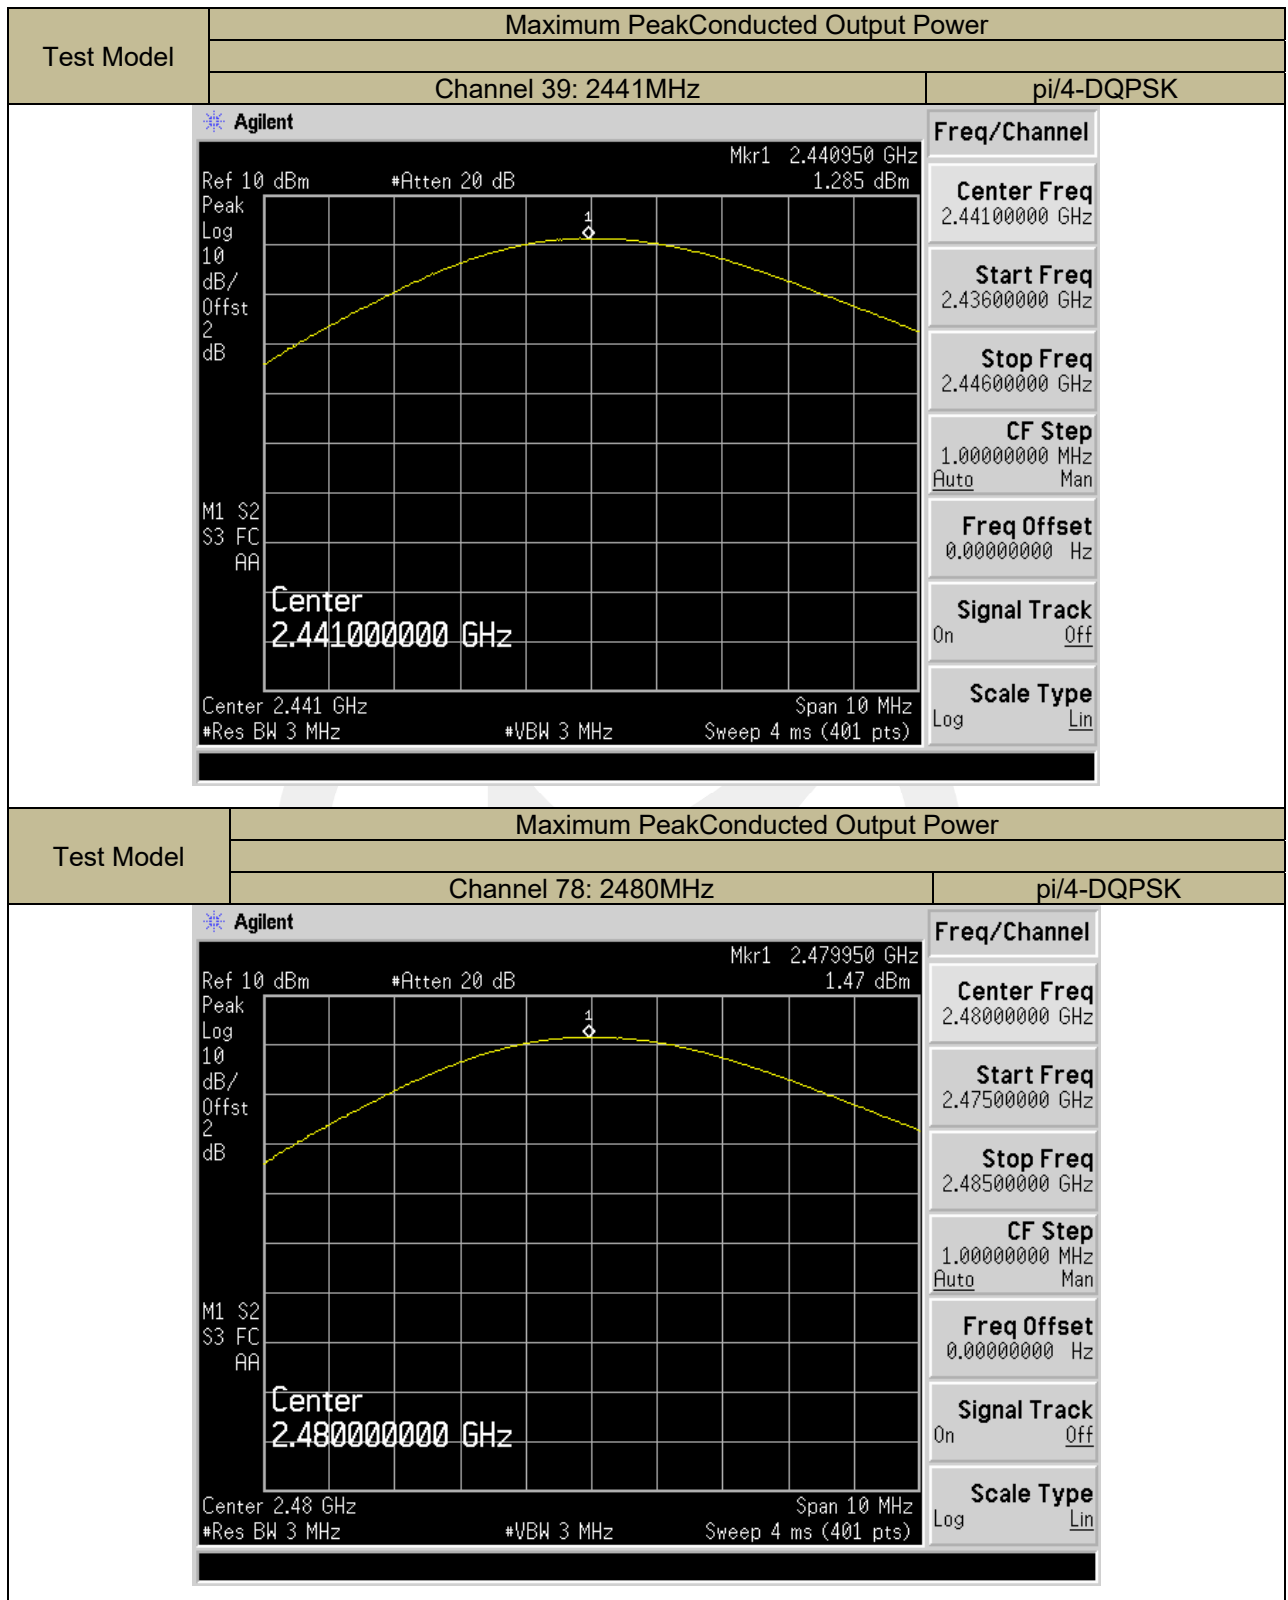 Test Model
Maximum PeakConducted Output Power
Channel 39: 2441MHz
pi/4-DQPSK
Agilent
Freq/Channel
Mkr1 2.440950 GHz
Ref 10 dBm #Atten 20 dB 1.285 dBm
Peak
Log
10
dB/
Offst
2
dB
1
M1 S2
S3 FC
AA
Center
2.441000000 GHz
Center 2.441 GHz Span 10 MHz
#Res BW 3 MHz #VBW 3 MHz Sweep 4 ms (401 pts)
Center Freq
2.44100000 GHz
Start Freq
2.43600000 GHz
Stop Freq
2.44600000 GHz
CF Step
1.00000000 MHz
Auto Man
Freq Offset
0.00000000 Hz
Signal Track
On Off
Scale Type
Log Lin
Test Model
Maximum PeakConducted Output Power
Channel 78: 2480MHz
pi/4-DQPSK
Agilent
Freq/Channel
Mkr1 2.479950 GHz
Ref 10 dBm #Atten 20 dB 1.47 dBm
Peak
Log
10
dB/
Offst
2
dB
1
M1 S2
S3 FC
AA
Center
2.480000000 GHz
Center 2.48 GHz Span 10 MHz
#Res BW 3 MHz #VBW 3 MHz Sweep 4 ms (401 pts)
Center Freq
2.48000000 GHz
Start Freq
2.47500000 GHz
Stop Freq
2.48500000 GHz
CF Step
1.00000000 MHz
Auto Man
Freq Offset
0.00000000 Hz
Signal Track
On Off
Scale Type
Log Lin